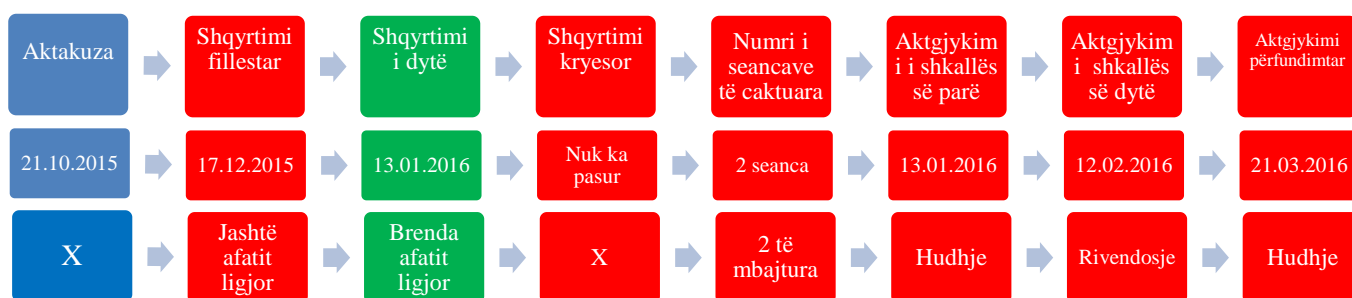 Aktakuza
Shqyrtimi
fillestar
Shqyrtimi
i dytë
Shqyrtimi
kryesor
Numri i
seancave
të caktuara
Aktgjykim
i i shkallës
së parë
Aktgjykim
i shkallës
së dytë
Aktgjykimi
përfundimtar
21.10.2015
17.12.2015
13.01.2016
Nuk ka
pasur
2 seanca
13.01.2016
12.02.2016
21.03.2016
X
Jashtë
afatit
ligjor
Brenda
afatit
ligjor
X
2 të
mbajtura
Hudhje
Rivendosje
Hudhje